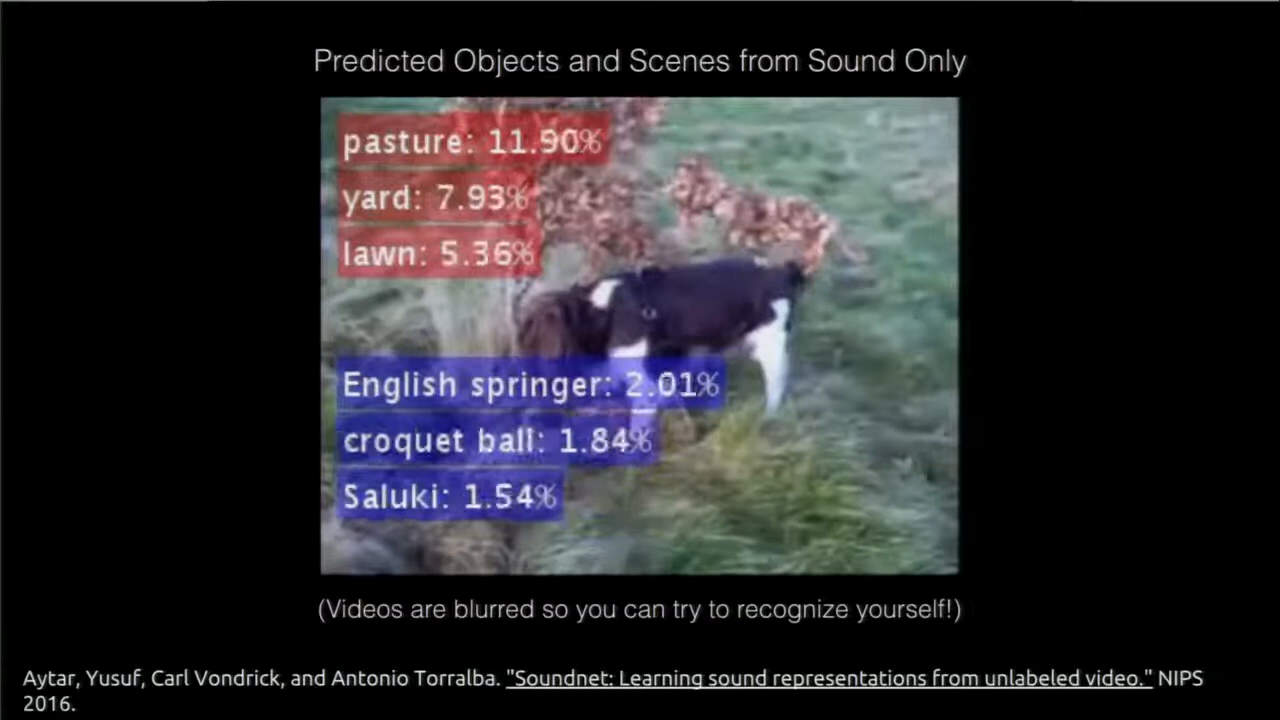 Predicted Objects and Scenes from Sound Only
pasture: 11.90%
yard: 7.93%
lawn: 5.36%
English springer: 2.01%
croquet ball: 1.84%
Saluki: 1.54%
(Videos are blurred so you can try to recognize yourself!)
Aytar, Yusuf, Carl Vondrick, and Antonio Torralba. "Soundnet: Learning sound representations from unlabeled video." NIPS
2016.